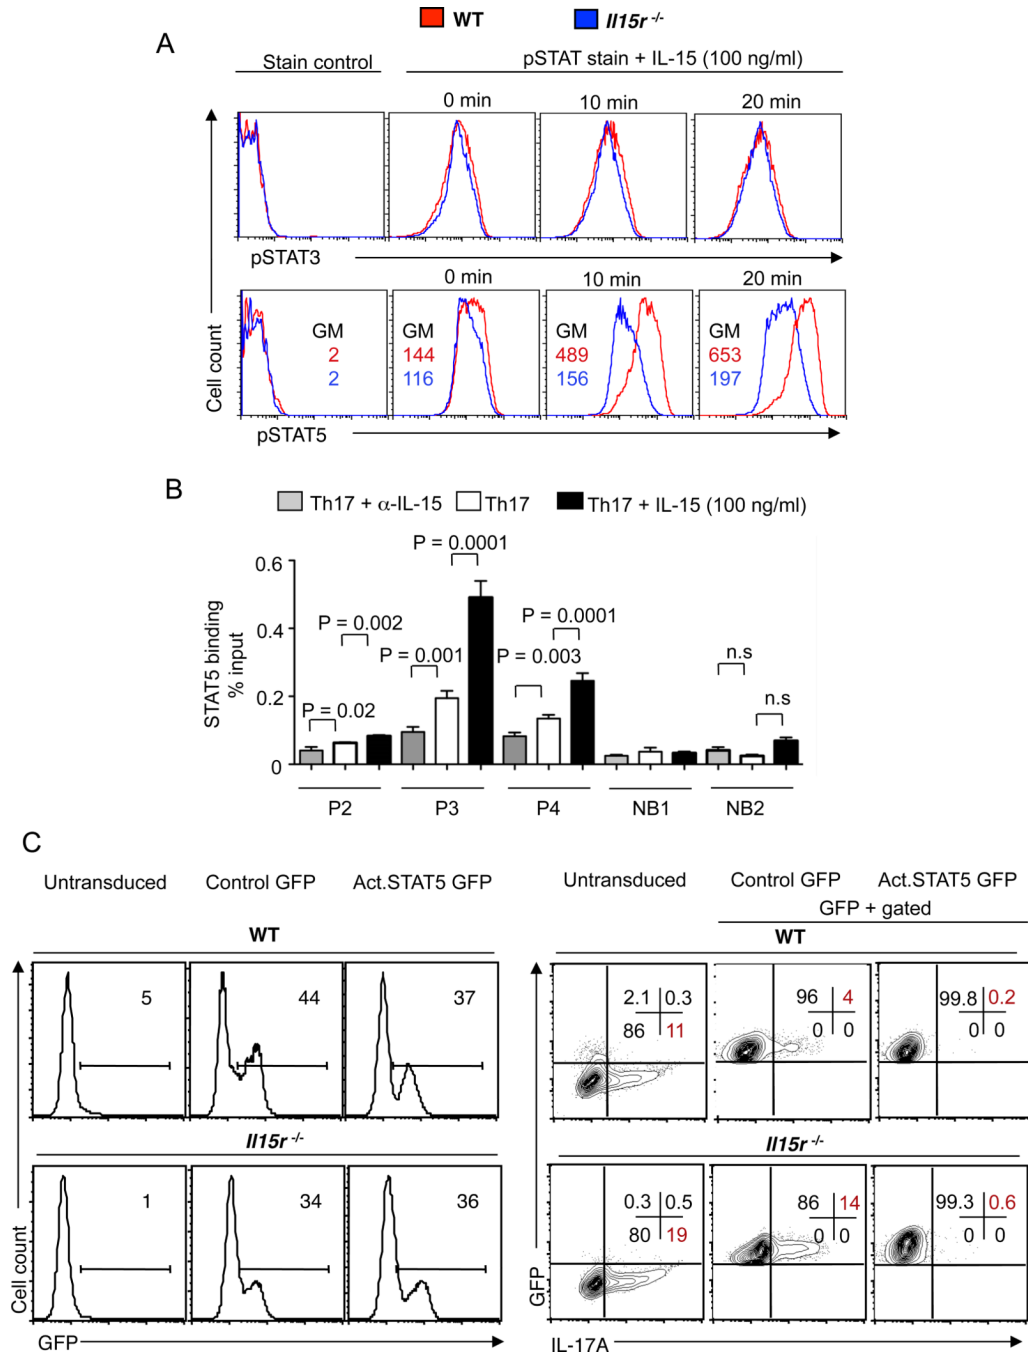 WT Il15r -/-
A
Stain control pSTAT stain + IL-15 (100 ng/ml)
0 min 10 min 20 min
pSTAT3
0 min 10 min 20 min
GM GM GM GM
2 144 489 653
2 116 156 197
pSTAT5
Cell count
B
Th17 + α-IL-15 Th17 Th17 + IL-15 (100 ng/ml)
P = 0.0001
0.6
P = 0.0001
0.4
P = 0.002
P = 0.001 P = 0.003 n.s
0.2
P = 0.02 n.s
0
STAT5 binding
% input
P2 P3 P4 NB1 NB2
C
Untransduced Control GFP Act.STAT5 GFP
WT
5 44 37
Il15r -/-
1 34 36
Cell count
GFP
Untransduced Control GFP Act.STAT5 GFP
GFP + gated
WT
2.1 0.3 96 4 99.8 0.2
86 11 0 0 0 0
Il15r -/-
0.3 0.5 86 14 99.3 0.6
80 19 0 0 0 0
GFP
IL-17A